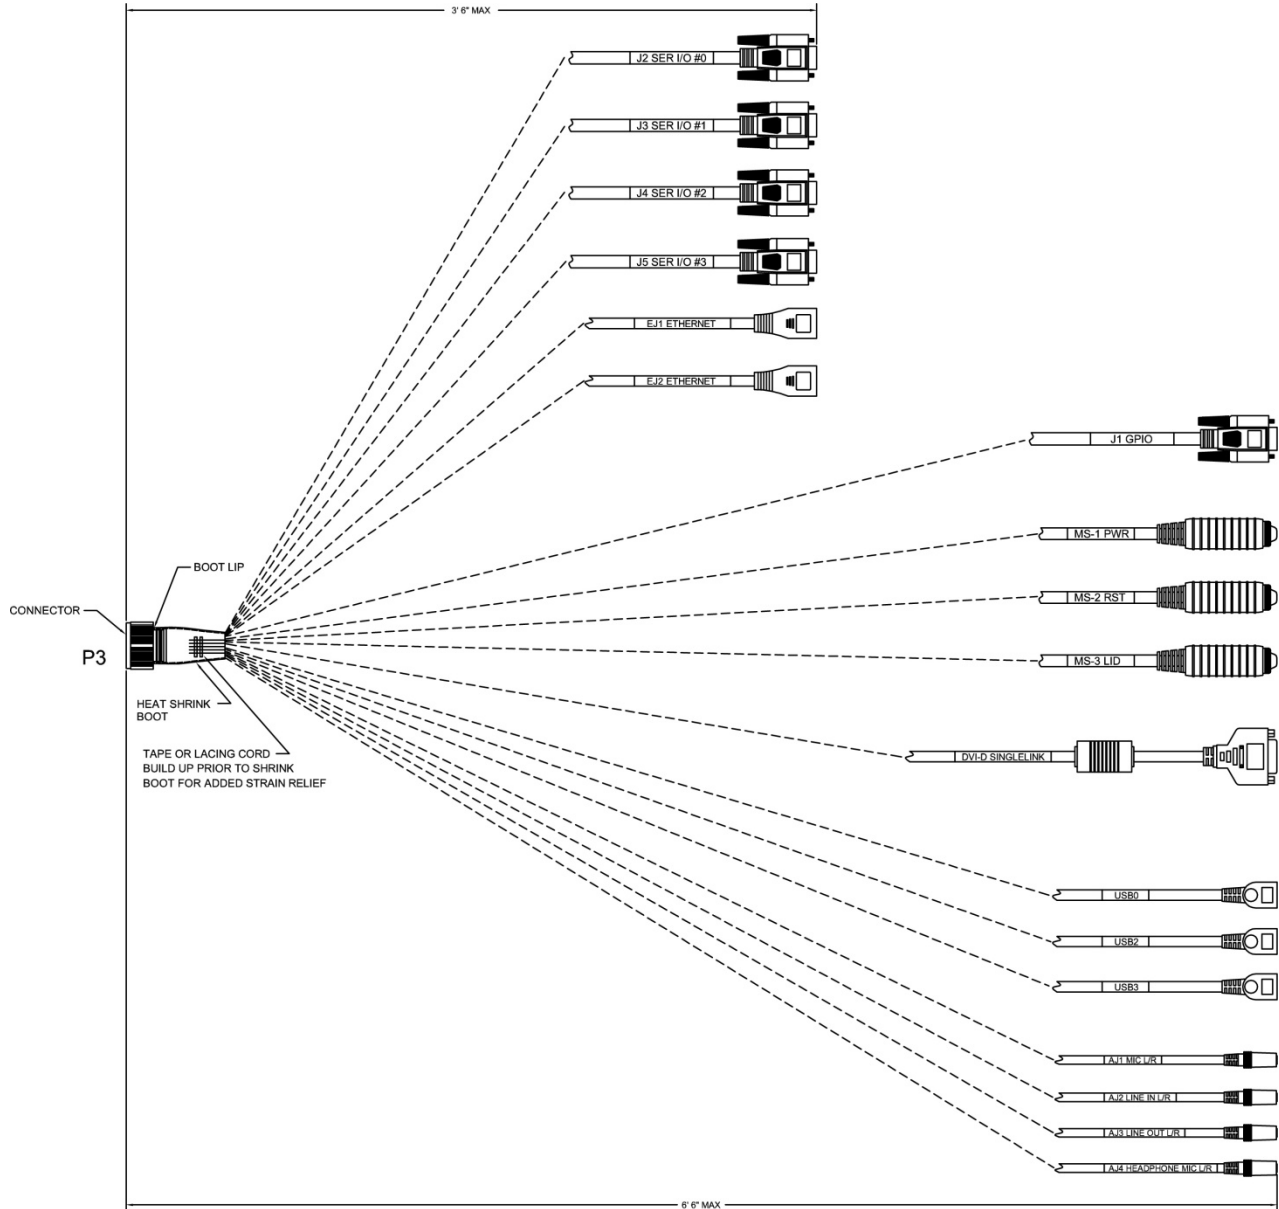 3' 6" MAX
J2 SER I/O #0
J3 SER I/O #1
J4 SER I/O #2
J5 SER I/O #3
EJ1 ETHERNET
EJ2 ETHERNET
J1 GPIO
MS-1 PWR
BOOT LIP
MS-2 RST
CONNECTOR
P3
MS-3 LID
HEAT SHRINK
BOOT
TAPE OR LACING CORD
BUILD UP PRIOR TO SHRINK
BOOT FOR ADDED STRAIN RELIEF
DVI-D SINGLELINK
USB0
USB2
USB3
AJ1 MIC L/R
AJ2 LINE IN L/R
AJ3 LINE OUT L/R
AJ4 HEADPHONE MIC L/R
6' 6" MAX